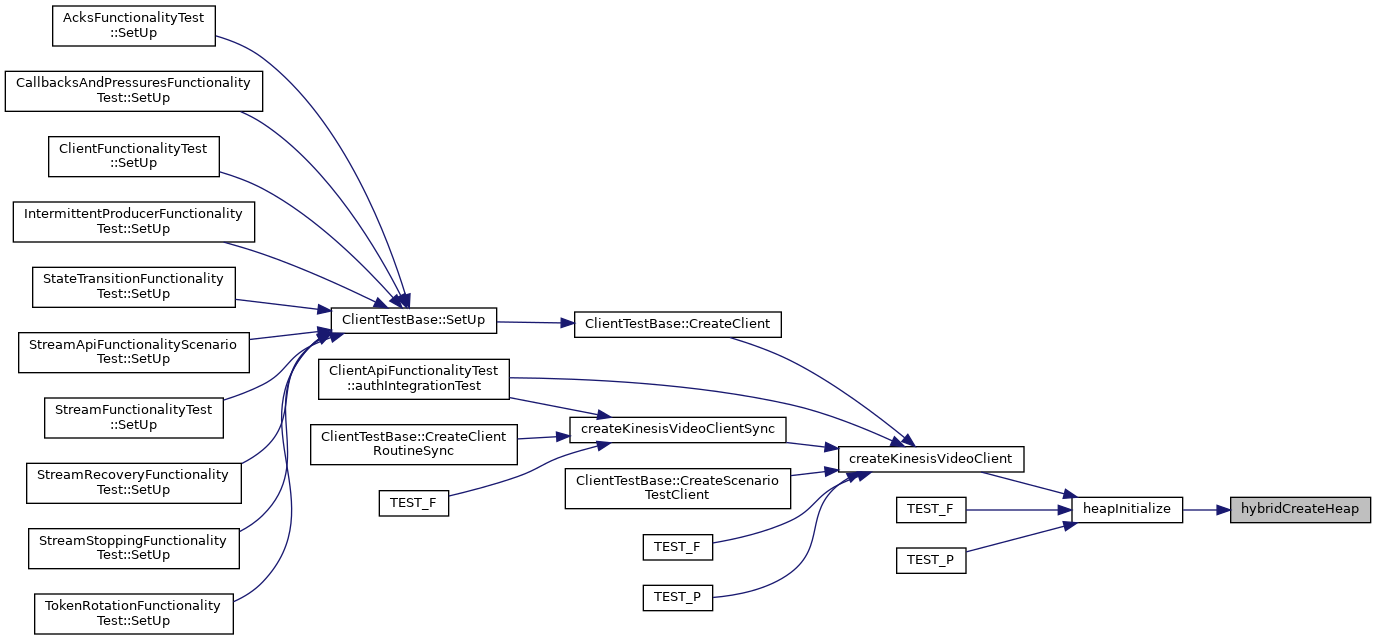 AcksFunctionalityTest
::SetUp
CallbacksAndPressuresFunctionality
Test::SetUp
ClientFunctionalityTest
::SetUp
IntermittentProducerFunctionality
Test::SetUp
StateTransitionFunctionality
Test::SetUp
StreamApiFunctionalityScenario
Test::SetUp
StreamFunctionalityTest
::SetUp
StreamRecoveryFunctionality
Test::SetUp
StreamStoppingFunctionality
Test::SetUp
TokenRotationFunctionality
Test::SetUp
ClientTestBase::SetUp
ClientApiFunctionalityTest
::authIntegrationTest
ClientTestBase::CreateClient
RoutineSync
TEST_F
ClientTestBase::CreateClient
createKinesisVideoClientSync
ClientTestBase::CreateScenario
TestClient
TEST_F
TEST_P
createKinesisVideoClient
TEST_F
TEST_P
heapInitialize
hybridCreateHeap